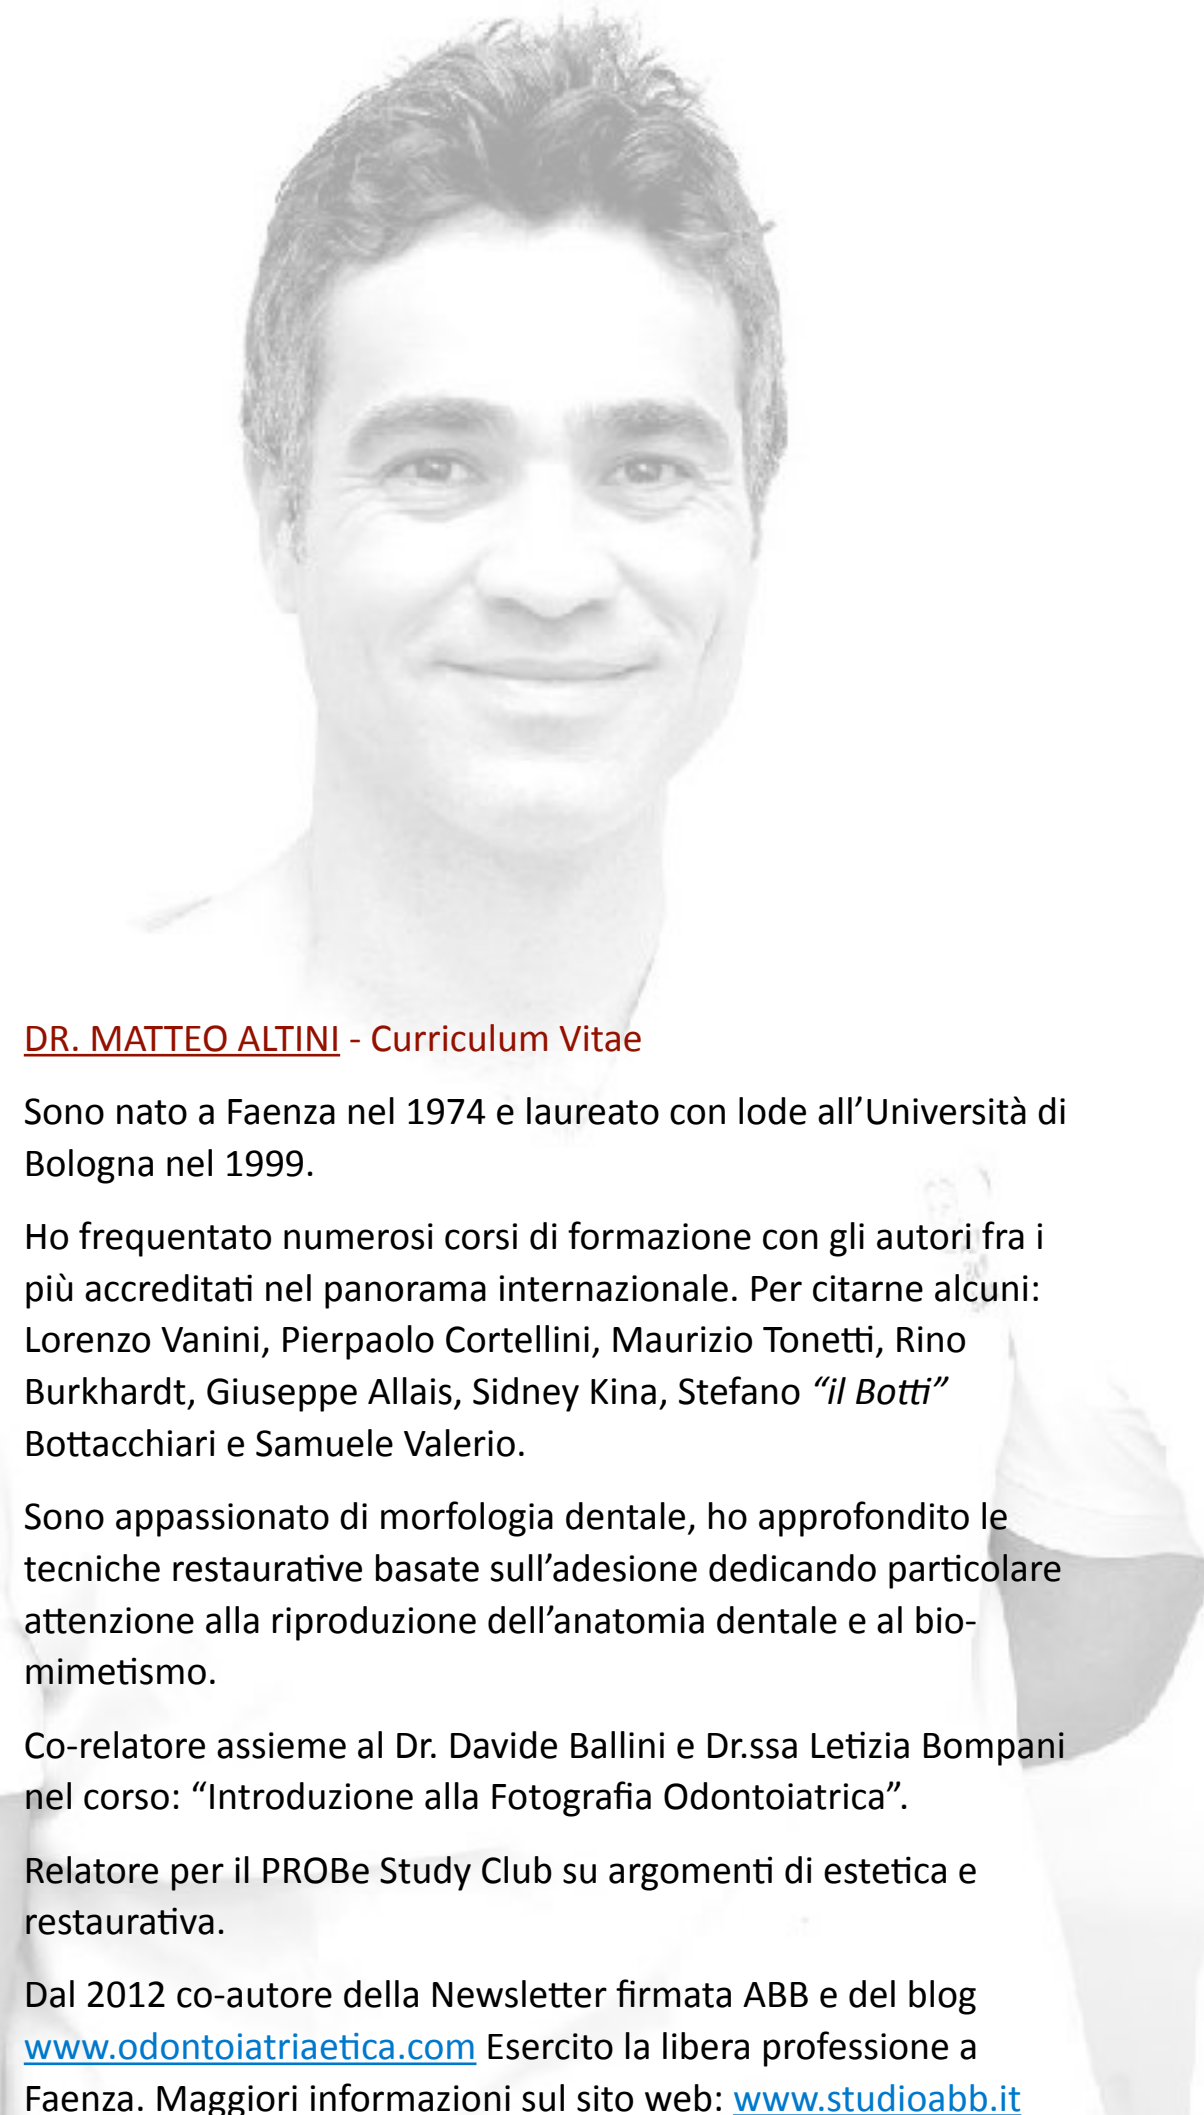 DR. MATTEO ALTINI - Curriculum Vitae
Sono nato a Faenza nel 1974 e laureato con lode all’Università di
Bologna nel 1999.
Ho frequentato numerosi corsi di formazione con gli autori fra i
più accreditati nel panorama internazionale. Per citarne alcuni:
Lorenzo Vanini, Pierpaolo Cortellini, Maurizio Tonetti, Rino
Burkhardt, Giuseppe Allais, Sidney Kina, Stefano “il Botti”
Bottacchiari e Samuele Valerio.
Sono appassionato di morfologia dentale, ho approfondito le
tecniche restaurative basate sull’adesione dedicando particolare
attenzione alla riproduzione dell’anatomia dentale e al bio-
mimetismo.
Co-relatore assieme al Dr. Davide Ballini e Dr.ssa Letizia Bompani
nel corso: “Introduzione alla Fotografia Odontoiatrica”.
Relatore per il PROBe Study Club su argomenti di estetica e
restaurativa.
Dal 2012 co-autore della Newsletter firmata ABB e del blog
www.odontoiatriaetica.com Esercito la libera professione a
Faenza. Maggiori informazioni sul sito web: www.studioabb.it